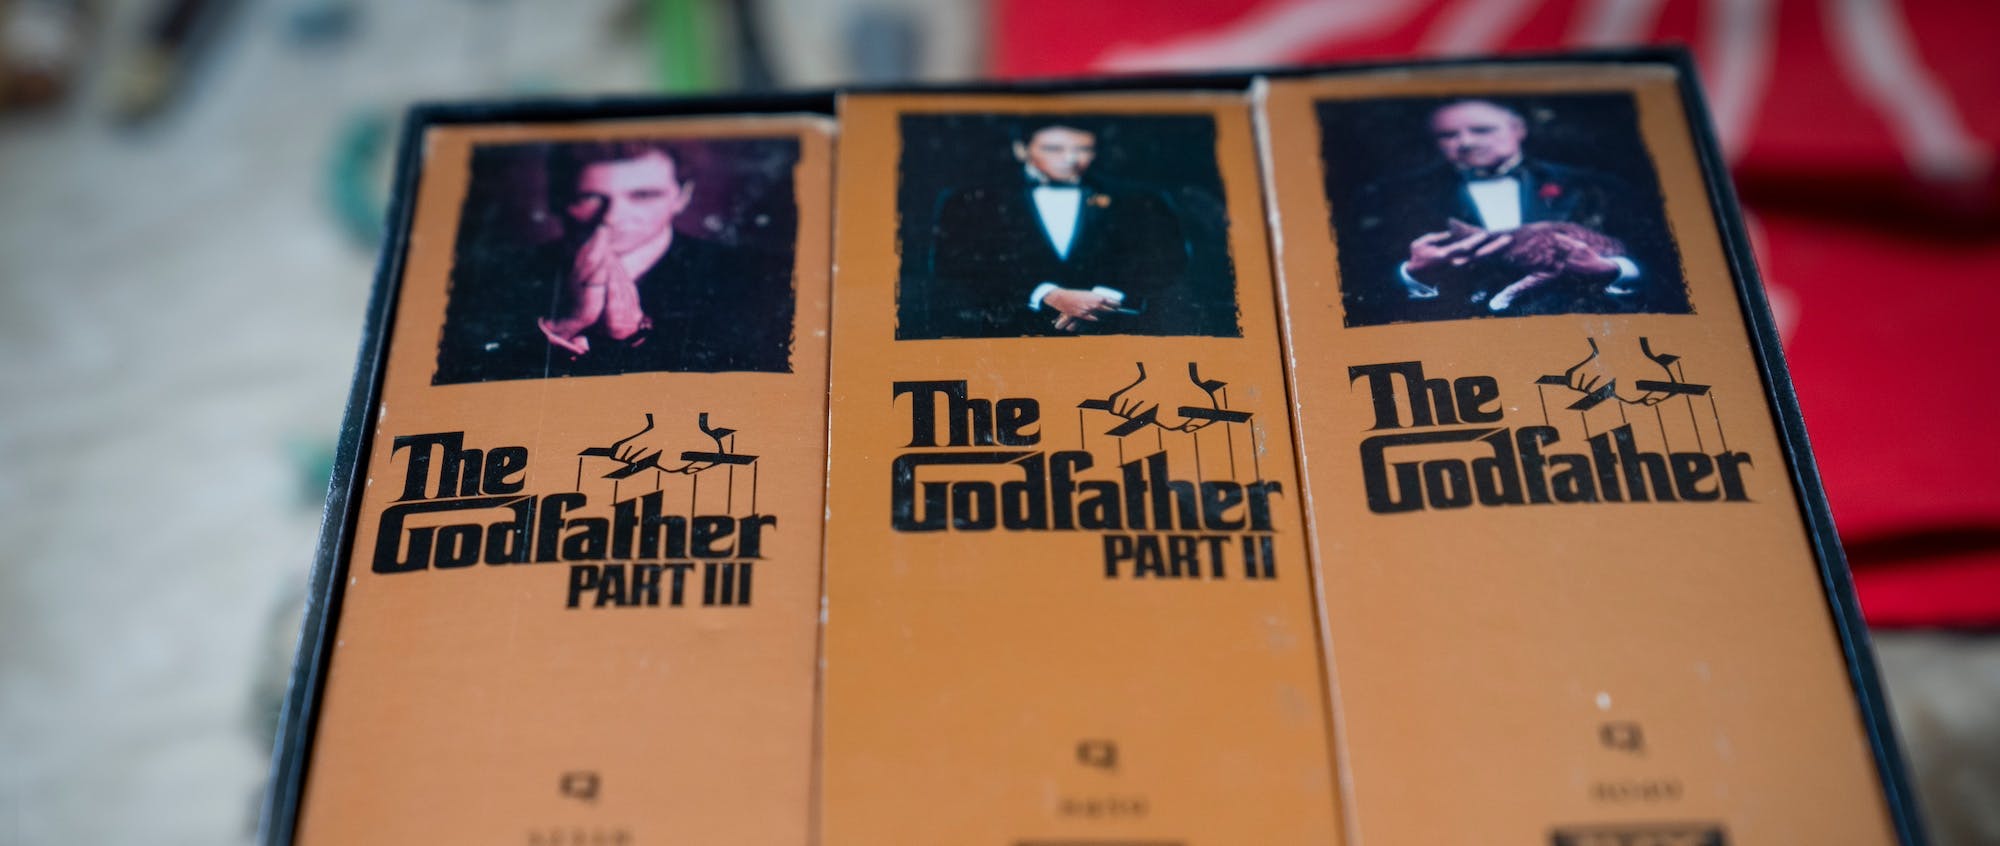 The
Godfather
PART III
The
Godfather
PART II
The
Godfather